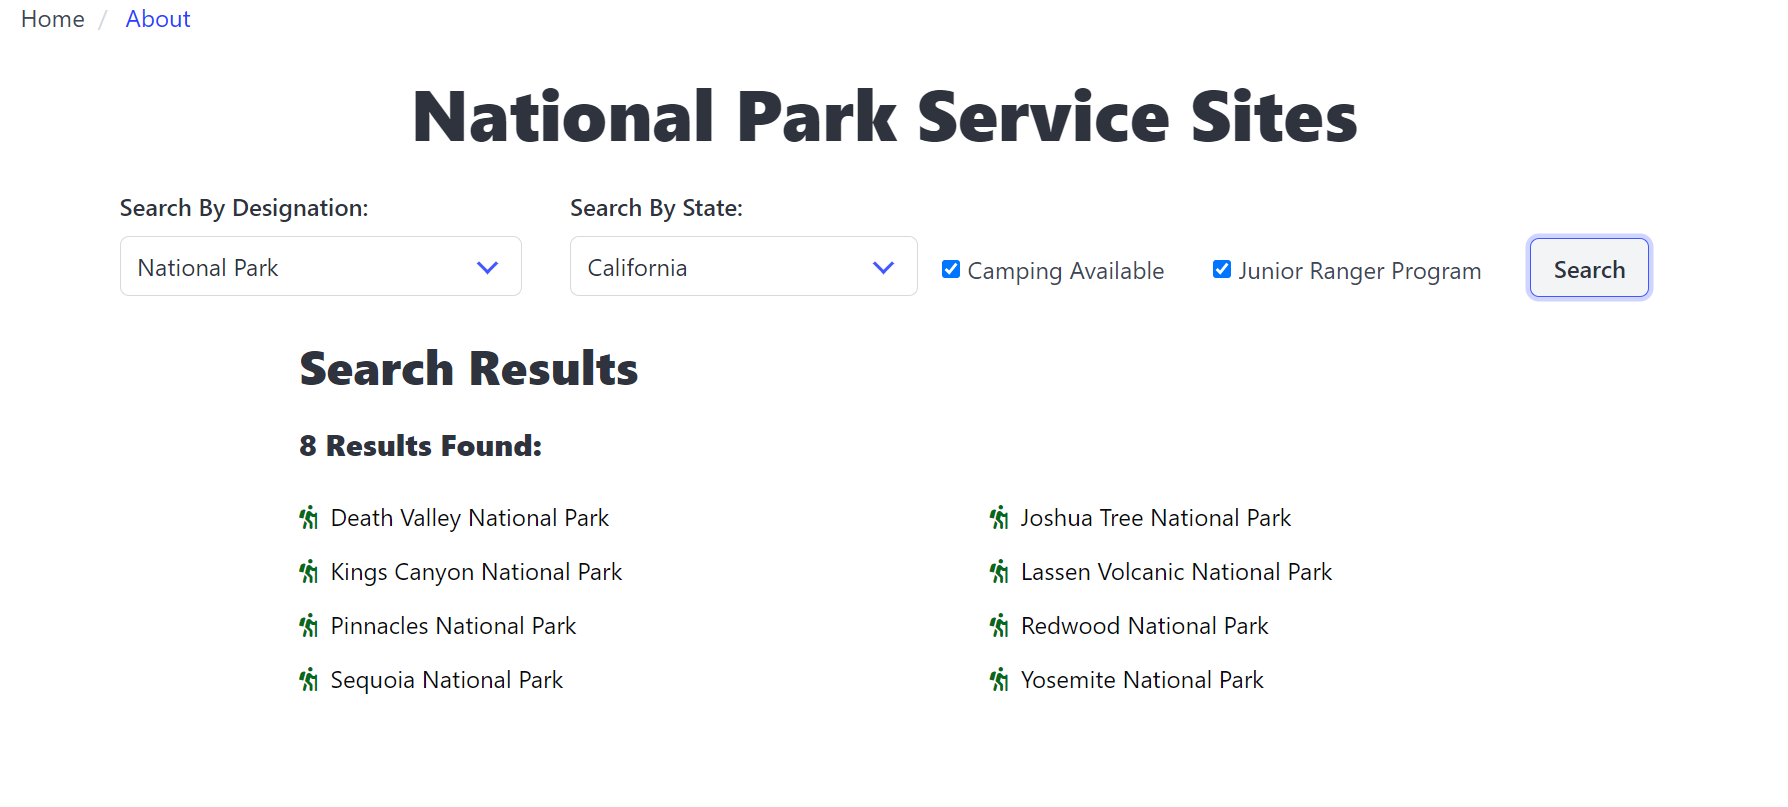 Home / About
National Park Service Sites
Search By Designation:
Search By State:
National Park
California
Camping Available
Junior Ranger Program
Search
Search Results
8 Results Found:
Death Valley National Park
Joshua Tree National Park
Kings Canyon National Park
Lassen Volcanic National Park
Pinnacles National Park
Redwood National Park
Sequoia National Park
Yosemite National Park